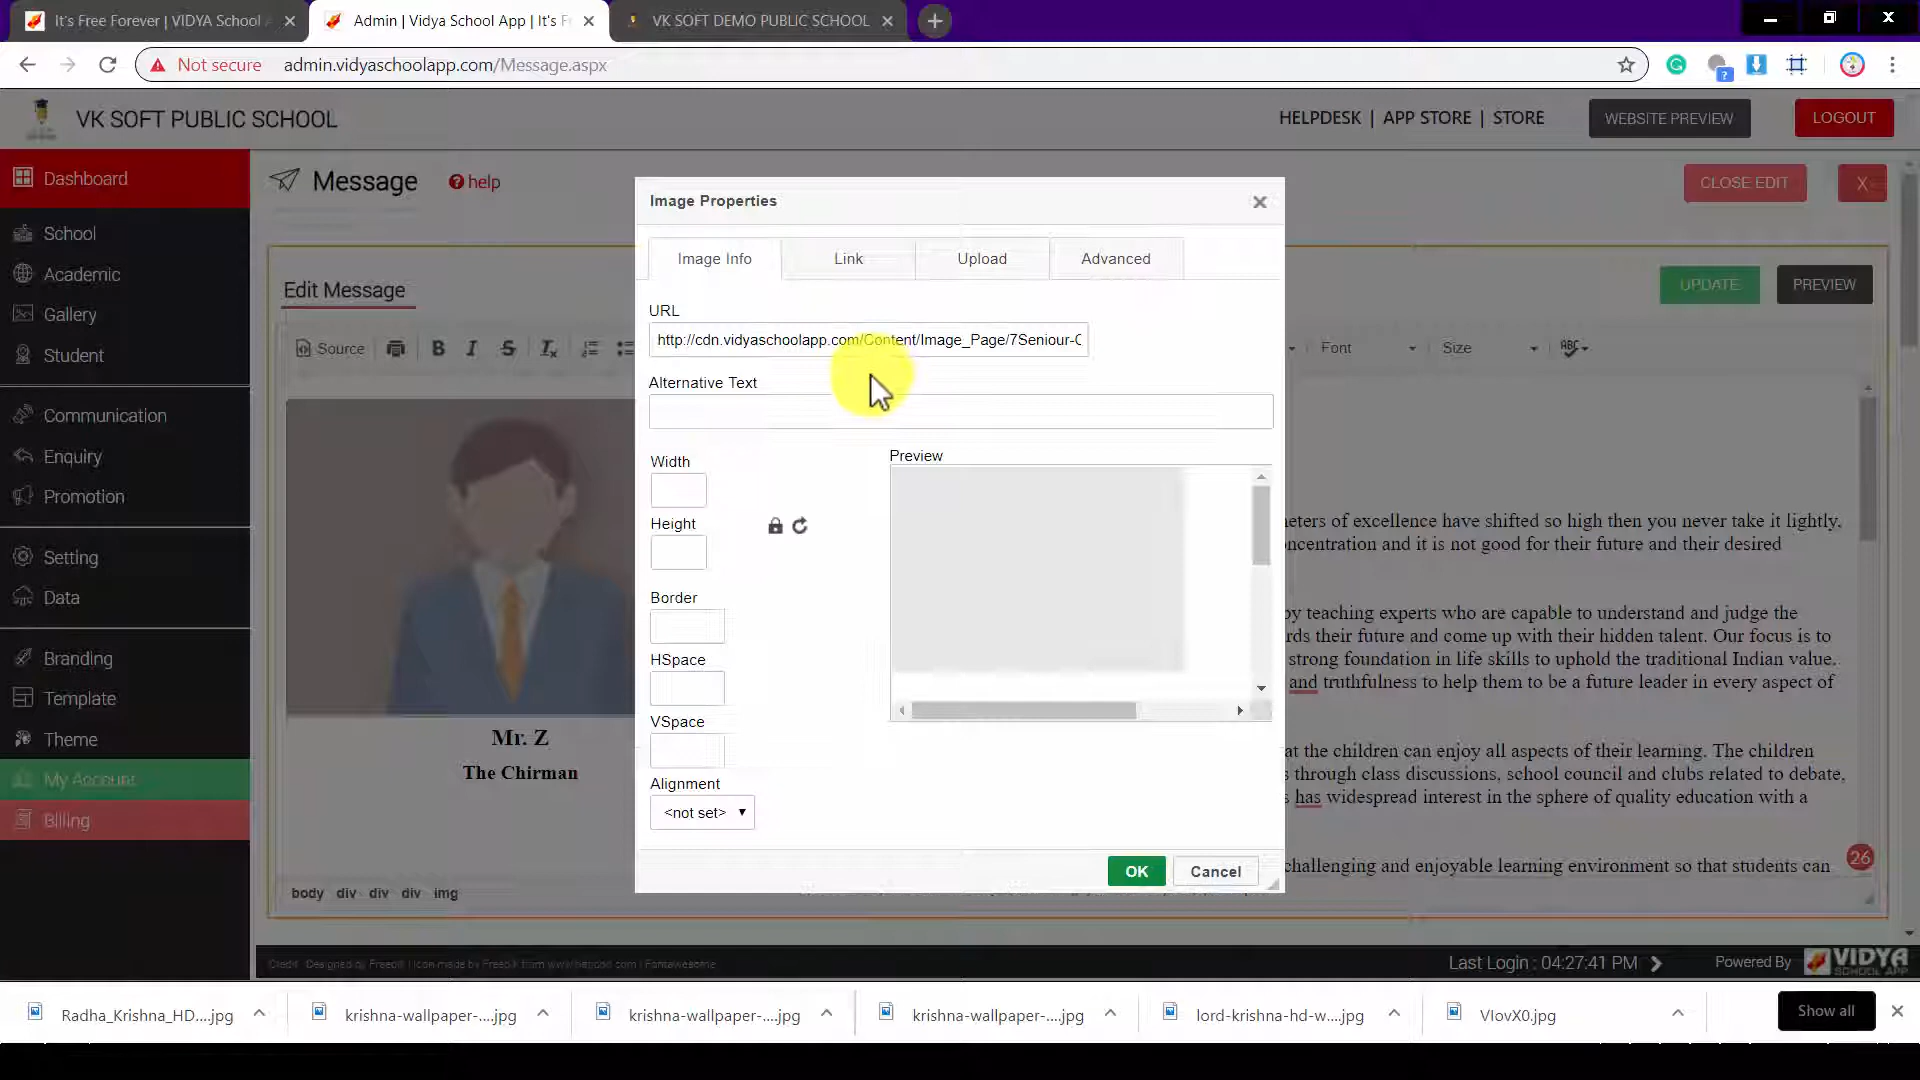 It's Free Forever | VIDYA School A
Admin | Vidya School App | It's F
VK SOFT DEMO PUBLIC SCHOOL
Not secure
admin.vidyaschoolapp.com/Message.aspx
VK SOFT PUBLIC SCHOOL
HELPDESK | APP STORE | STORE
WEBSITE PREVIEW
LOGOUT
Dashboard
School
Academic
Gallery
Student
Communication
Enquiry
Promotion
Setting
Data
Branding
Template
Theme
My Account
Billing
Message
help
CLOSE EDIT
X
Edit Message
UPDATE
PREVIEW
Source
B I S
Font
Size
ABC
Image Properties
Image Info
Link
Upload
Advanced
URL
http://cdn.vidyaschoolapp.com/Content/Image_Page/7Seniour-C
Alternative Text
Width
Height
Border
HSpace
VSpace
Alignment
<not set>
Preview
OK
Cancel
Mr. Z
The Chirman
eters of excellence have shifted so high then you never take it lightly.
ncentration and it is not good for their future and their desired
by teaching experts who are capable to understand and judge the
rds their future and come up with their hidden talent. Our focus is to
strong foundation in life skills to uphold the traditional Indian value.
and truthfulness to help them to be a future leader in every aspect of
at the children can enjoy all aspects of their learning. The children
s through class discussions, school council and clubs related to debate,
has widespread interest in the sphere of quality education with a
challenging and enjoyable learning environment so that students can
26
body div div div img
Last Login : 04:27:41 PM
Powered By
VIDYA
SCHOOL APP
Radha_Krishna_HD....jpg
krishna-wallpaper-....jpg
krishna-wallpaper-....jpg
krishna-wallpaper-....jpg
lord-krishna-hd-w....jpg
VlovX0.jpg
Show all